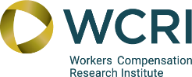 WCRI
Workers Compensation
Research Institute